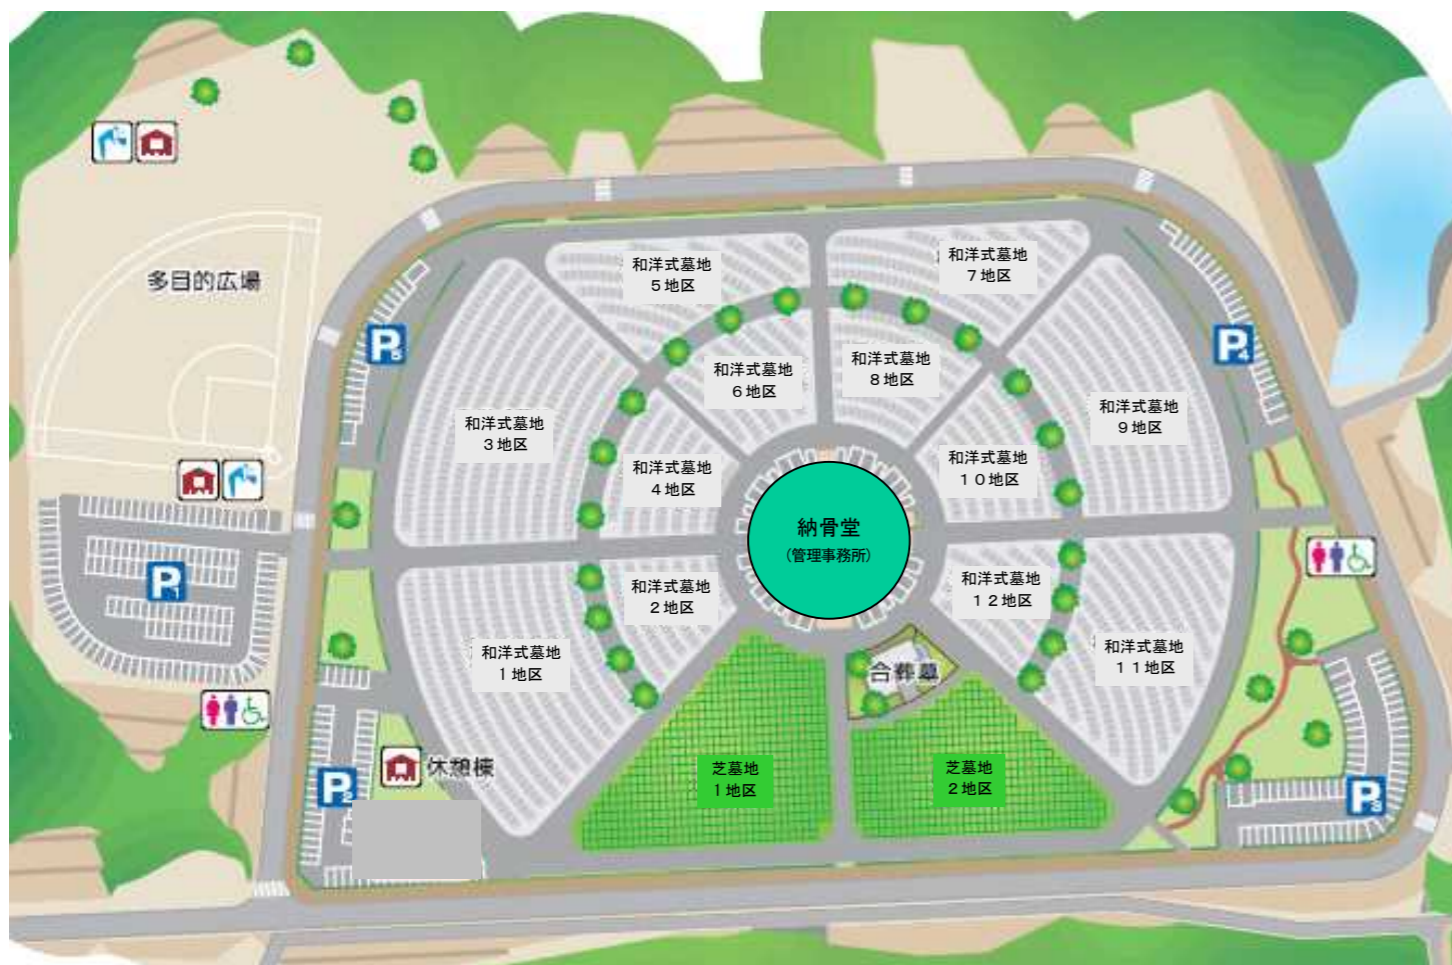 和洋式墓地
5地区
和洋式墓地
7地区
多目的広場
P5
P4
和洋式墓地
6地区
和洋式墓地
8地区
和洋式墓地
3地区
和洋式墓地
9地区
和洋式墓地
4地区
和洋式墓地
10地区
納骨堂
(管理事務所)
P1
和洋式墓地
2地区
和洋式墓地
12地区
和洋式墓地
1地区
和洋式墓地
11地区
合葬墓
休憩棟
芝墓地
1地区
芝墓地
2地区
P2
P3